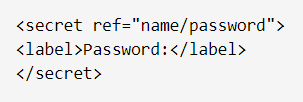 <secret ref="name/password">
<label>Password:</label>
</secret>